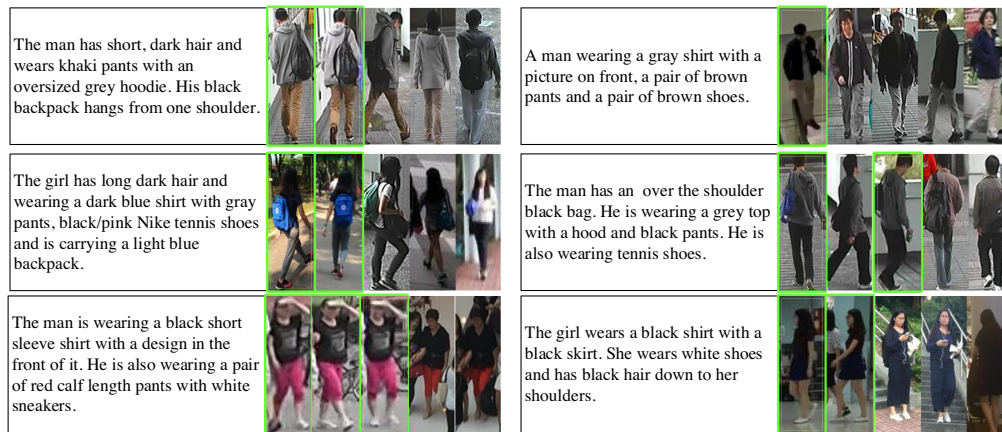 The man has short, dark hair and
wears khaki pants with an
oversized grey hoodie. His black
backpack hangs from one shoulder.
A man wearing a gray shirt with a
picture on front, a pair of brown
pants and a pair of brown shoes.
The girl has long dark hair and
wearing a dark blue shirt with gray
pants, black/pink Nike tennis shoes
and is carrying a light blue
backpack.
The man has an  over the shoulder
black bag. He is wearing a grey top
with a hood and black pants. He is
also wearing tennis shoes.
The man is wearing a black short
sleeve shirt with a design in the
front of it. He is also wearing a pair
of red calf length pants with white
sneakers.
The girl wears a black shirt with a
black skirt. She wears white shoes
and has black hair down to her
shoulders.